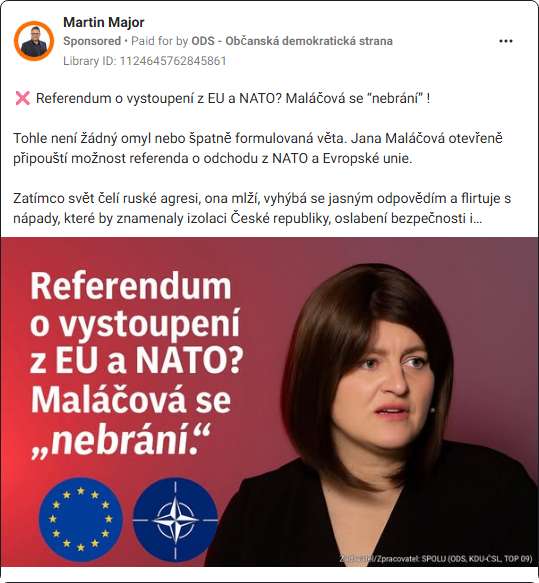 Martin Major
Sponsored • Paid for by ODS - Občanská demokratická strana
Library ID: 1124645762845861
❌ Referendum o vystoupení z EU a NATO? Maláčová se “nebrání” !
Tohle není žádný omyl nebo špatně formulovaná věta. Jana Maláčová otevřeně
připouští možnost referenda o odchodu z NATO a Evropské unie.
Zatímco svět čelí ruské agresi, ona mlží, vyhýbá se jasným odpovědím a flirtuje s
nápady, které by znamenaly izolaci České republiky, oslabení bezpečnosti i...
Referendum
o vystoupení
z EU a NATO?
Maláčová se
„nebrání.“
Zadavatel/Zpracovatel: SPOLU (ODS, KDU-ČSL, TOP 09)